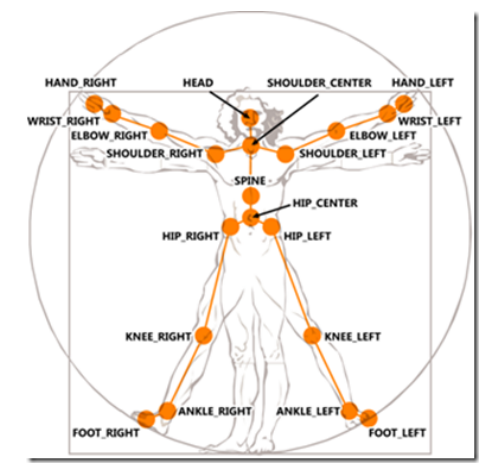 HAND_RIGHT
HEAD
SHOULDER_CENTER
HAND_LEFT
WRIST_RIGHT
WRIST_LEFT
ELBOW_RIGHT
ELBOW_LEFT
SHOULDER_RIGHT
SHOULDER_LEFT
SPINE
HIP_CENTER
HIP_RIGHT
HIP_LEFT
KNEE_RIGHT
KNEE_LEFT
ANKLE_RIGHT
ANKLE_LEFT
FOOT_RIGHT
FOOT_LEFT